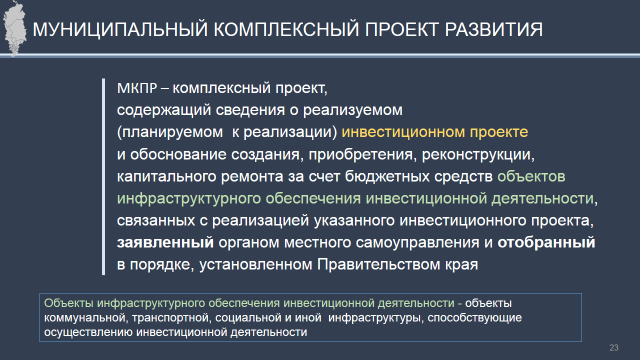 МУНИЦИПАЛЬНЫЙ КОМПЛЕКСНЫЙ ПРОЕКТ РАЗВИТИЯ
МКПР – комплексный проект,
содержащий сведения о реализуемом
(планируемом к реализации) инвестиционном проекте
и обоснование создания, приобретения, реконструкции,
капитального ремонта за счет бюджетных средств объектов
инфраструктурного обеспечения инвестиционной деятельности,
связанных с реализацией указанного инвестиционного проекта,
заявленный органом местного самоуправления и отобранный
в порядке, установленном Правительством края
Объекты инфраструктурного обеспечения инвестиционной деятельности - объекты
коммунальной, транспортной, социальной и иной инфраструктуры, способствующие
осуществлению инвестиционной деятельности
23